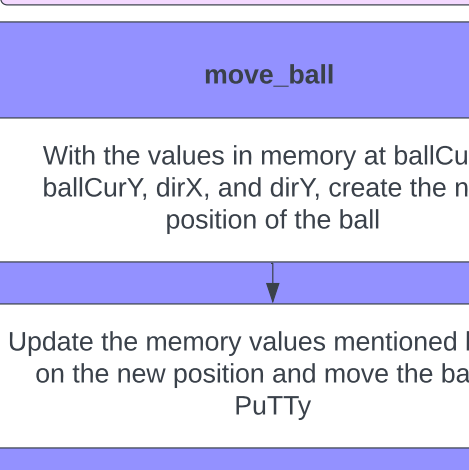 move_ball
With the values in memory at ballCu
ballCurY, dirX, and dirY, create the n
position of the ball
Update the memory values mentioned
on the new position and move the ba
PuTTy